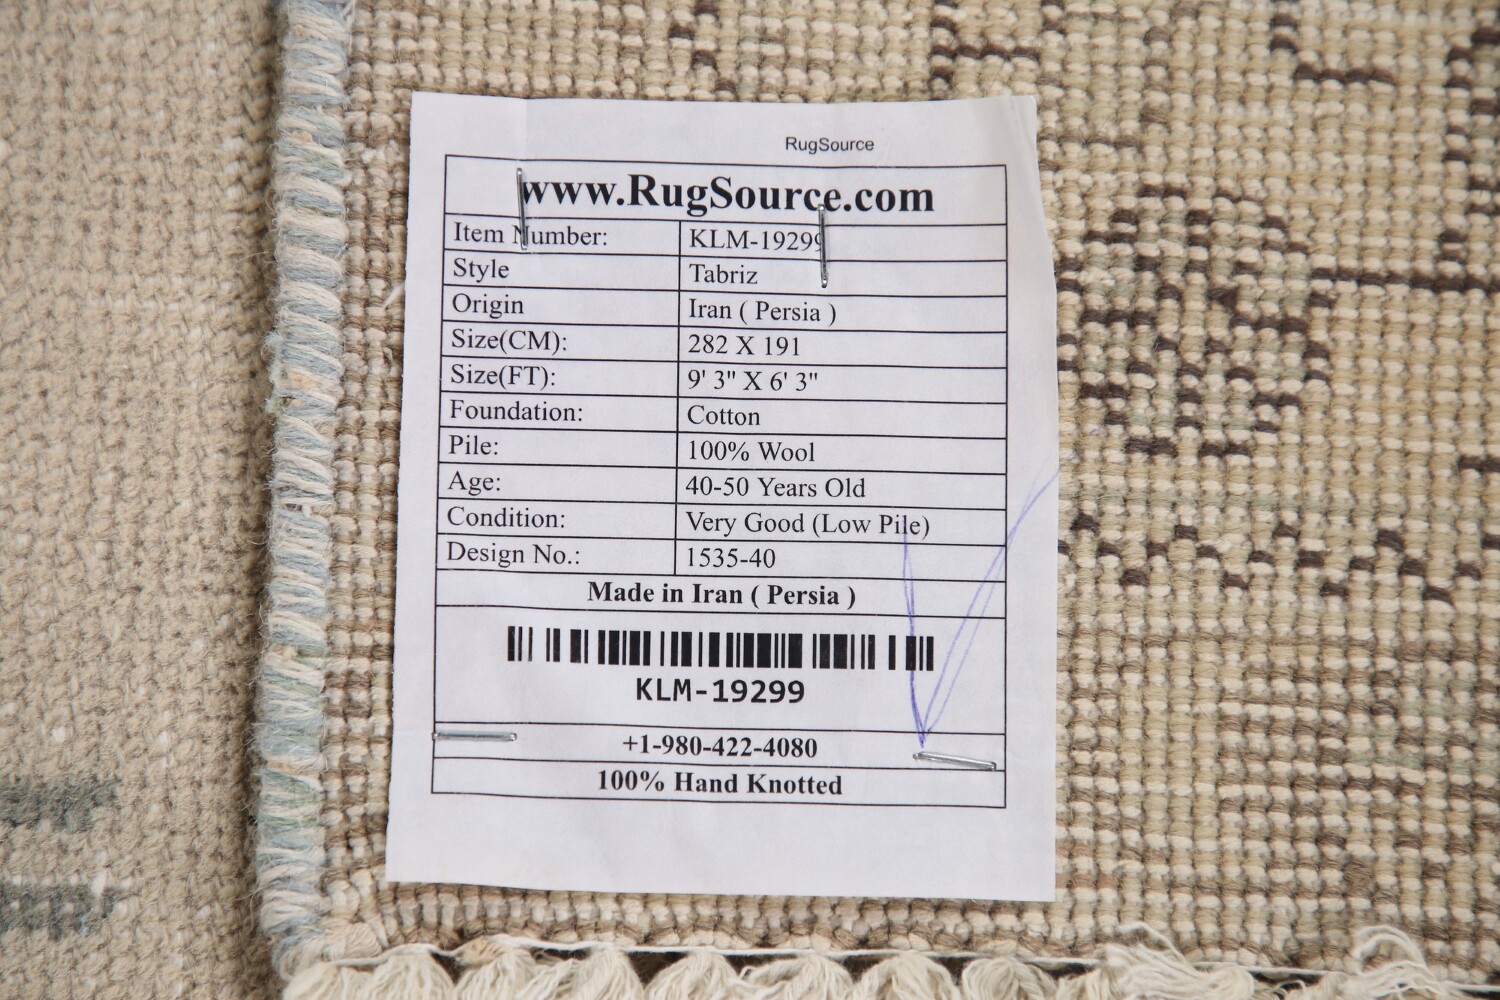 RugSource
www.RugSource.com
Item Number: KLM-19299
Style Tabriz
Origin Iran ( Persia )
Size(CM): 282 X 191
Size(FT): 9' 3" X 6' 3"
Foundation: Cotton
Pile: 100% Wool
Age: 40-50 Years Old
Condition: Very Good (Low Pile)
Design No.: 1535-40
Made in Iran ( Persia )
KLM-19299
+1-980-422-4080
100% Hand Knotted